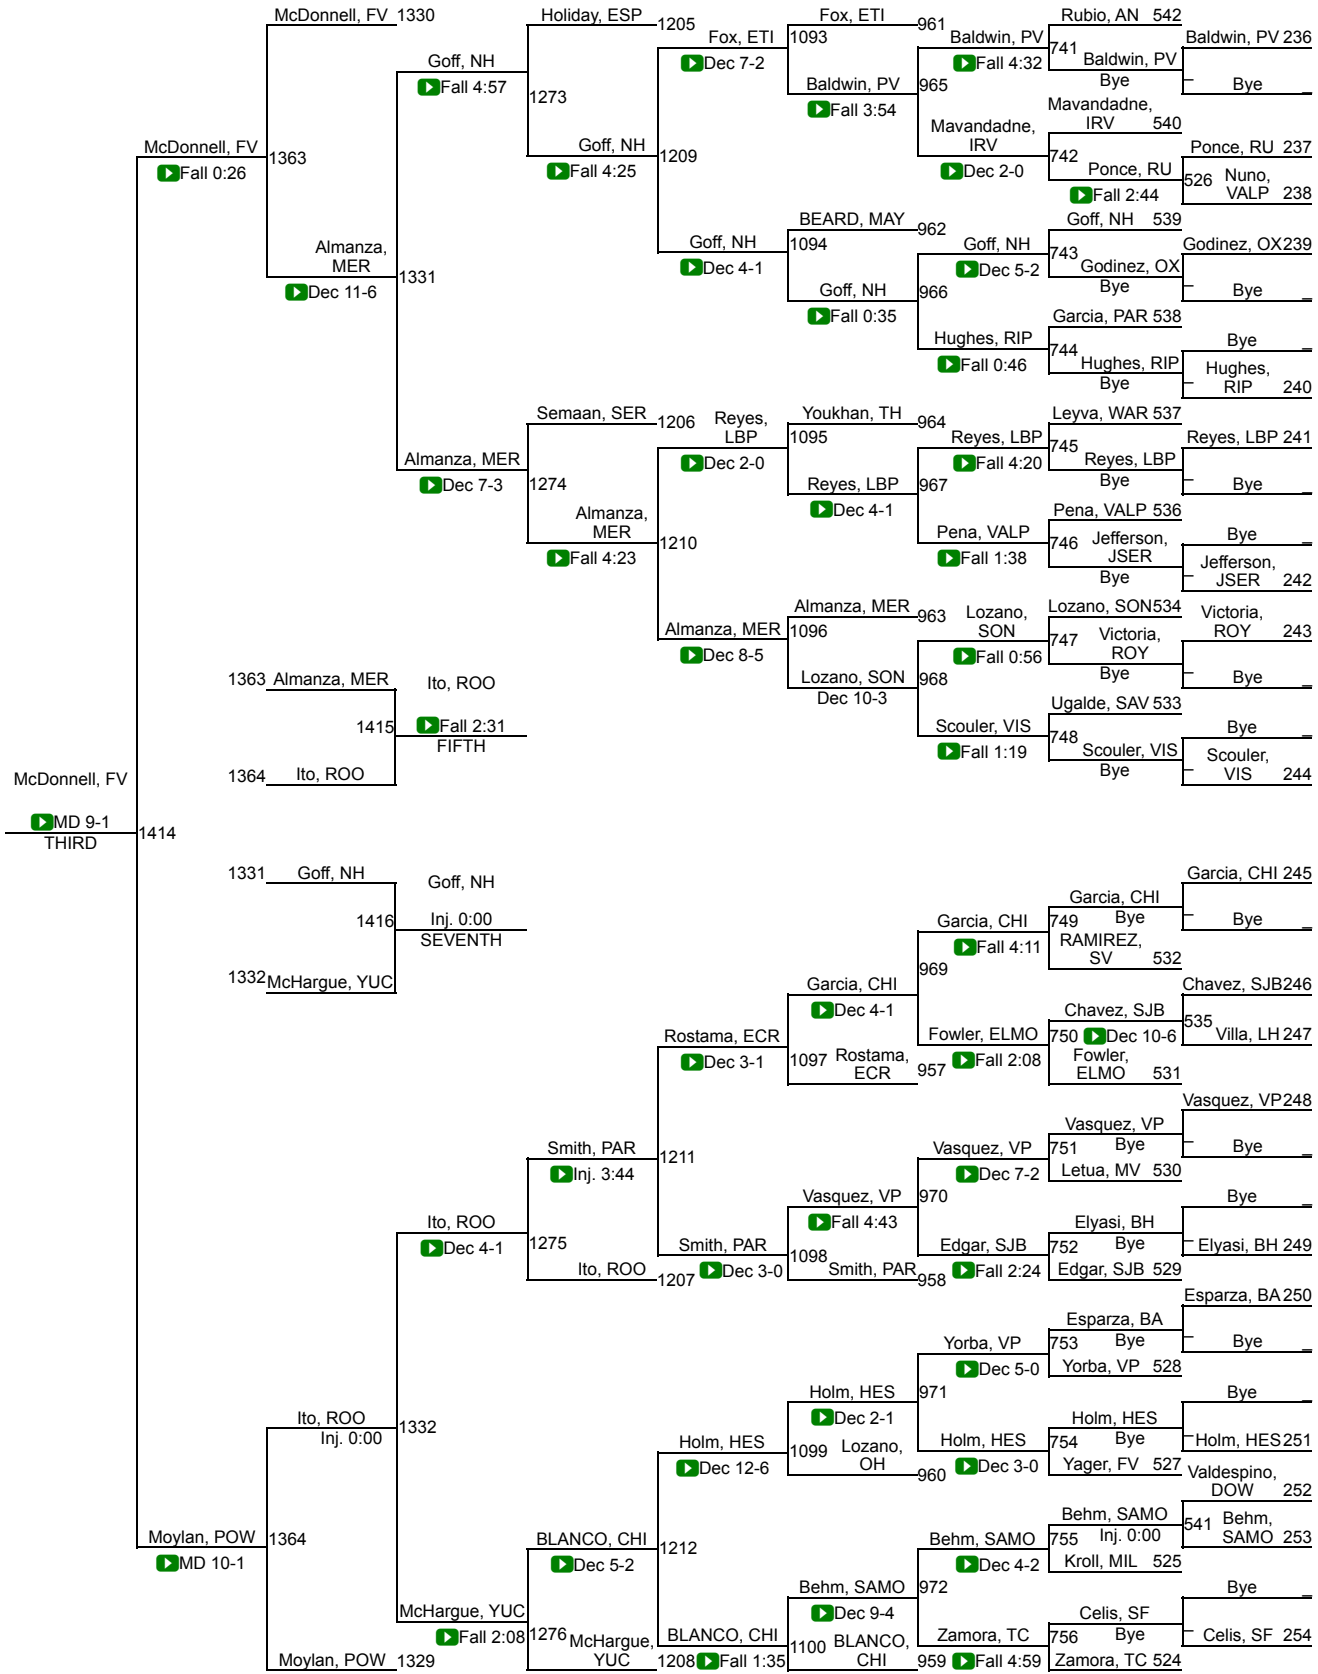 McDonnell, FV 1330
Holiday, ESP 1205
Fox, ETI 961
Rubio, AN 542
Fox, ETI
1093
Baldwin, PV
741
Baldwin, PV
Baldwin, PV 236
Dec 7-2
Fall 4:32
Bye
Bye _
Goff, NH
Fall 4:57
1273
Baldwin, PV
965
Fall 3:54
Mavandadne,
IRV 540
Mavandadne,
IRV
742
Ponce, RU
Ponce, RU 237
McDonnell, FV
1363
Goff, NH
1209
Dec 2-0
Fall 2:44
526
Nuno,
VALP 238
Fall 0:26
Fall 4:25
BEARD, MAY 962
Goff, NH 539
Almanza,
MER
1331
Goff, NH
1094
Goff, NH
743
Godinez, OX
Godinez, OX239
Dec 11-6
Dec 4-1
Dec 5-2
Bye
Bye _
Goff, NH
966
Fall 0:35
Garcia, PAR 538
Hughes, RIP
744
Hughes, RIP
Bye _
Fall 0:46
Bye
Hughes,
RIP 240
Semaan, SER 1206
Reyes,
LBP
Youkhan, TH 964
Leyva, WAR 537
1095
Reyes, LBP
745
Reyes, LBP
Reyes, LBP 241
Almanza, MER
Dec 2-0
Fall 4:20
Bye
Bye _
Dec 7-3
1274
Reyes, LBP
967
Dec 4-1
Almanza,
MER
1210
Pena, VALP 536
Pena, VALP
746
Jefferson,
JSER
Bye _
Fall 4:23
Fall 1:38
Bye
Jefferson,
JSER 242
Almanza, MER 963
Lozano,
SON
Lozano, SON534
Victoria,
ROY 243
Almanza, MER
1096
747
Victoria,
ROY
Dec 8-5
Fall 0:56
Bye
Bye _
1363 Almanza, MER
Ito, ROO
Lozano, SON
968
Dec 10-3
Ugalde, SAV 533
1415
Fall 2:31
FIFTH
Scouler, VIS
748
Scouler, VIS
Bye _
Fall 1:19
Bye
Scouler,
VIS 244
McDonnell, FV
1364 Ito, ROO
MD 9-1
THIRD
1414
1331 Goff, NH
Goff, NH
Garcia, CHI 245
1416
Inj. 0:00
SEVENTH
Garcia, CHI
749
Garcia, CHI
Bye
Bye _
Fall 4:11
RAMIREZ,
SV 532
1332 McHargue, YUC
969
Garcia, CHI
Dec 4-1
Chavez, SJB246
Rostama, ECR
Fowler, ELMO
750
Chavez, SJB
Dec 10-6
535
Villa, LH 247
Dec 3-1
1097
Rostama,
ECR 957
Fall 2:08
Fowler,
ELMO 531
Vasquez, VP248
Smith, PAR
1211
Vasquez, VP
751
Vasquez, VP
Bye
Bye _
Inj. 3:44
Dec 7-2
Letua, MV 530
Vasquez, VP
970
Fall 4:43
Bye _
Ito, ROO
Dec 4-1
1275
Smith, PAR
1098
Edgar, SJB
752
Elyasi, BH
Bye
Elyasi, BH 249
Ito, ROO 1207
Dec 3-0
Smith, PAR 958
Fall 2:24
Edgar, SJB 529
Esparza, BA250
Yorba, VP
753
Esparza, BA
Bye
Bye _
Dec 5-0
Yorba, VP 528
Ito, ROO
Inj. 0:00
1332
Holm, HES
971
Dec 2-1
Bye _
Holm, HES
1099
Lozano,
OH 960
Holm, HES
754
Holm, HES
Bye
Holm, HES251
Dec 12-6
Dec 3-0
Yager, FV 527
Valdespino,
DOW 252
Moylan, POW
1364
BLANCO, CHI
1212
Behm, SAMO
755
Behm, SAMO
Inj. 0:00
541
Behm,
SAMO 253
MD 10-1
Dec 5-2
Dec 4-2
Kroll, MIL 525
Behm, SAMO
972
Dec 9-4
Bye _
McHargue, YUC
Fall 2:08
1276
McHargue,
YUC 1208
BLANCO, CHI
Fall 1:35
1100
BLANCO,
CHI 959
Zamora, TC
Fall 4:59
756
Celis, SF
Bye
Celis, SF 254
Zamora, TC 524
Moylan, POW 1329